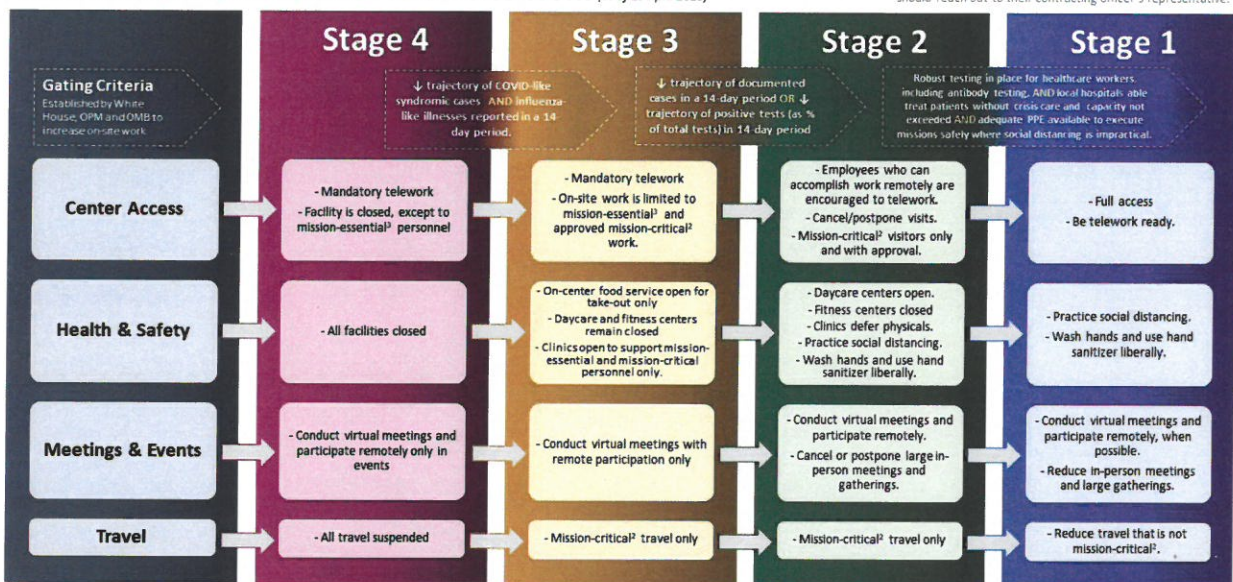 should reach out to their contracting officer's representative.
Stage 4
Stage 3
Stage 2
Stage 1
Gating Criteria
Established by White
House, OPM and OMB to
increase on-site work
↓ trajectory of COVID-like
syndromic cases AND influenza-
like illnesses reported in a 14
day period.
↓ trajectory of documented
cases in a 14-day period OR ↓
trajectory of positive tests (as %
of total tests) in 14-day period
Robust testing in place for healthcare workers
including antibody testing, AND local hospitals able
treat patients without crisis care and capacity not
exceeded AND adequate PPE available to execute
missions safely where social distancing is impractical.
Center Access
- Mandatory telework
- Facility is closed, except to
mission-essential³ personnel
- Mandatory telework
- On-site work is limited to
mission-essential³ and
approved mission-critical²
work.
- Employees who can
accomplish work remotely are
encouraged to telework.
- Cancel/postpone visits.
- Mission-critical² visitors only
and with approval.
- Full access
- Be telework ready.
Health & Safety
- All facilities closed
- On-center food service open for
take-out only
- Daycare and fitness centers
remain closed
- Clinics open to support mission-
essential and mission-critical
personnel only.
- Daycare centers open.
- Fitness centers closed
- Clinics defer physicals.
- Practice social distancing.
- Wash hands and use hand
sanitizer liberally.
- Practice social distancing.
- Wash hands and use hand
sanitizer liberally.
Meetings & Events
- Conduct virtual meetings and
participate remotely only in
events
- Conduct virtual meetings with
remote participation only
- Conduct virtual meetings and
participate remotely.
- Cancel or postpone large in-
person meetings and
gatherings.
- Conduct virtual meetings and
participate remotely, when
possible.
- Reduce in-person meetings
and large gatherings.
Travel
- All travel suspended
- Mission-critical² travel only
- Mission-critical² travel only
- Reduce travel that is not
mission-critical².